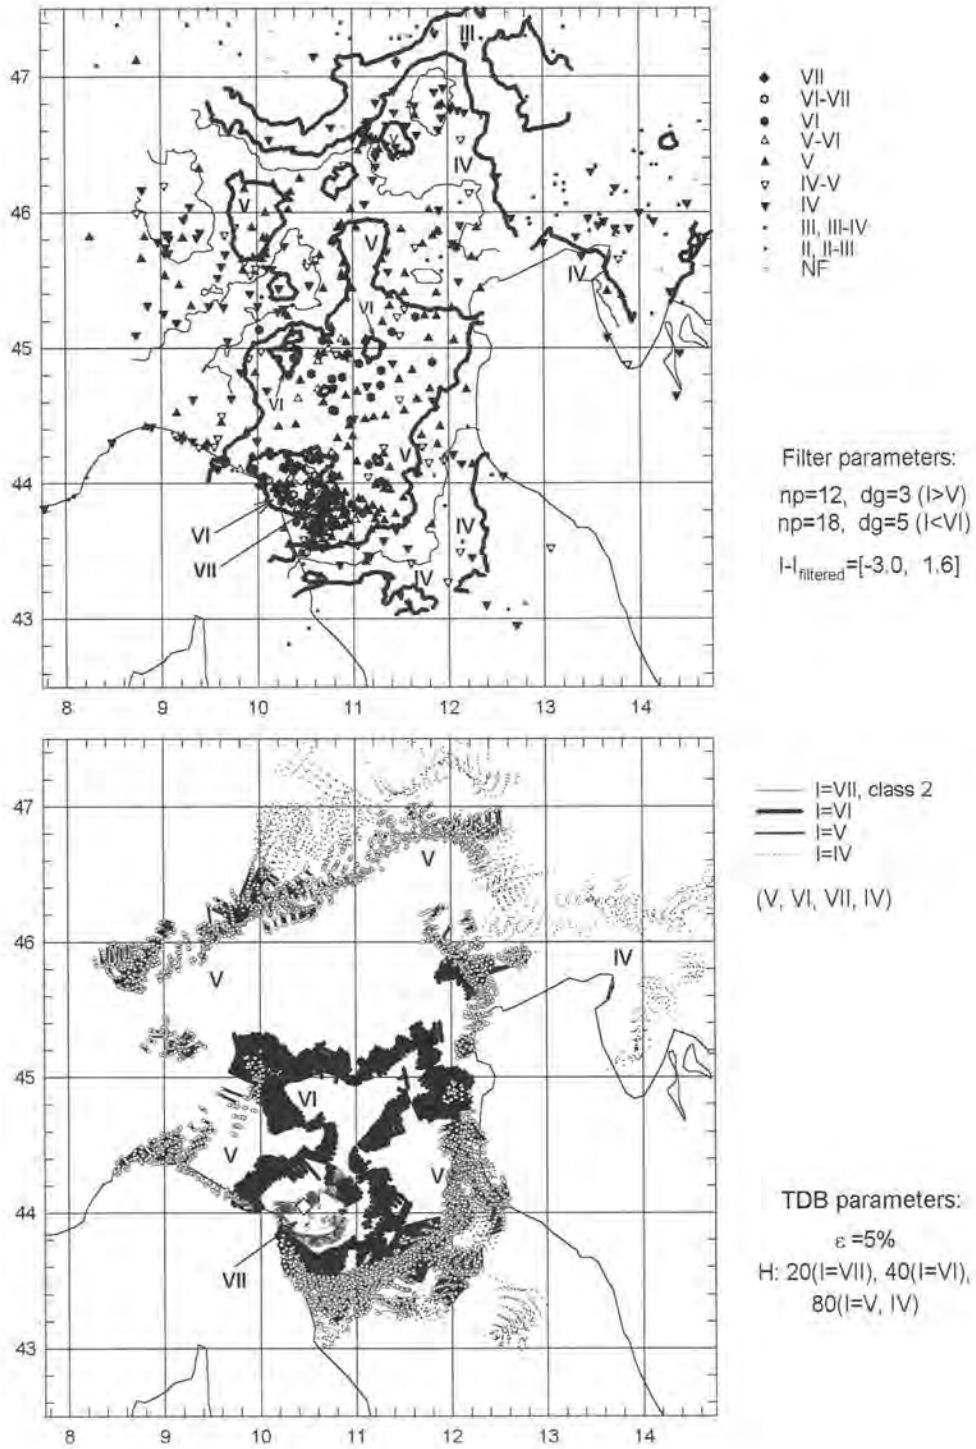 47
46
45
44
43
8
9
10
11
12
13
14
III
V
IV
V
V
IV
VI
VI
V
VI
VII
IV
IV
VII
VI-VII
VI
V-VI
V
IV-V
IV
III, III-IV
II, II-III
NF
Filter parameters:
np=12, dg=3 (I>V)
np=18, dg=5 (I<VI)
I-I filtered=[-3.0, 1.6]
47
46
45
44
43
8
9
10
11
12
13
14
V
V
IV
VI
V
V
VII
I=VII, class 2
I=VI
I=V
I=IV
(V, VI, VII, IV)
TDB parameters:
ε =5%
H: 20(I=VII), 40(I=VI),
80(I=V, IV)